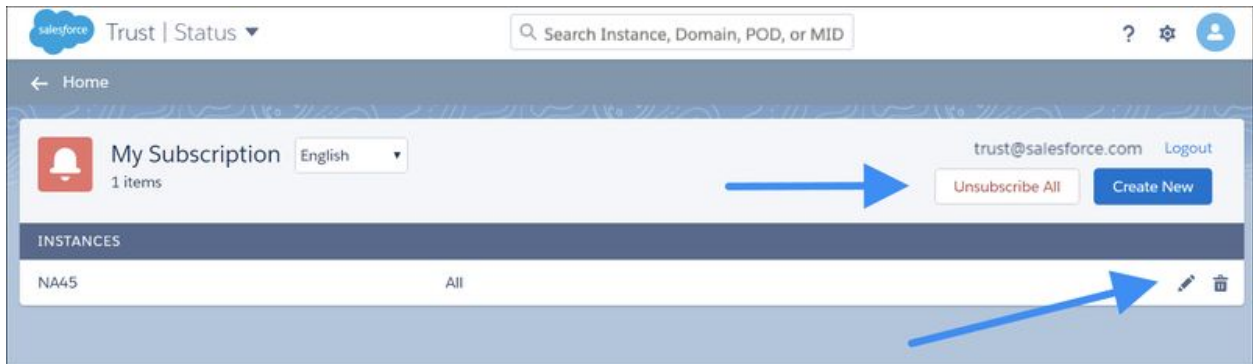 salesforce Trust | Status
Search Instance, Domain, POD, or MID
?
Home
My Subscription English
1 items
trust@salesforce.com Logout
Unsubscribe All Create New
INSTANCES
NA45 All